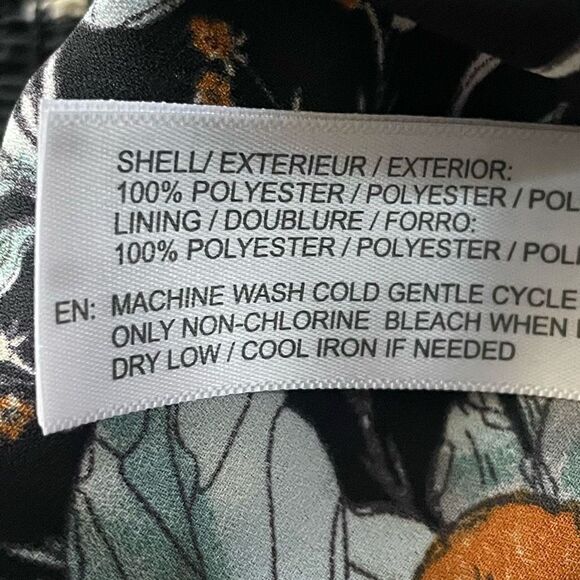 SHELL/ EXTERIEUR / EXTERIOR:
100% POLYESTER / POLYESTER /
LINING / DOUBLURE / FORRO:
100% POLYESTER / POLYESTER /
EN: MACHINE WASH COLD GENTLE CYCLE
ONLY NON-CHLORINE BLEACH WHEN
DRY LOW / COOL IRON IF NEEDED